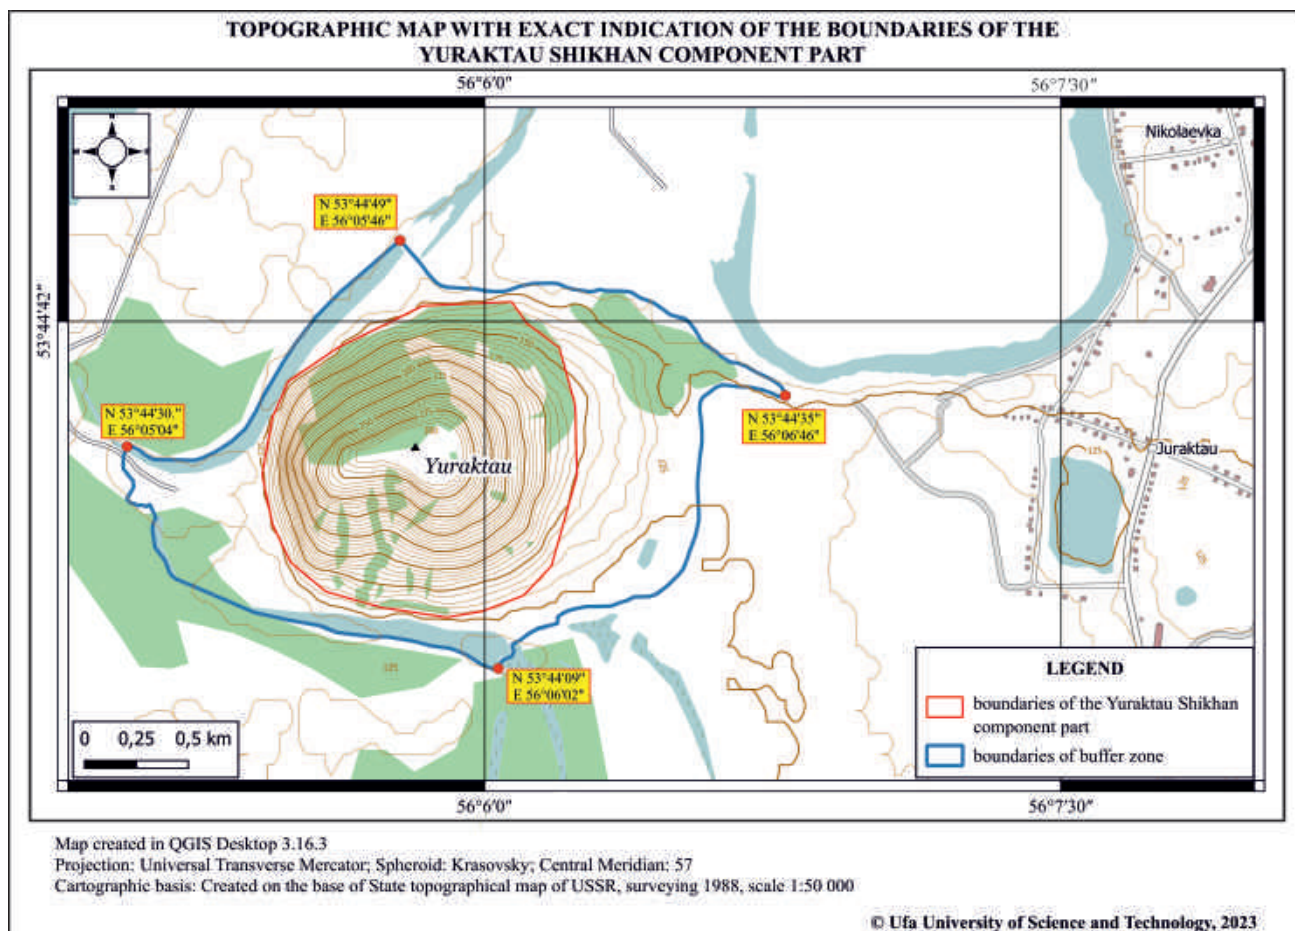 TOPOGRAPHIC MAP WITH EXACT INDICATION OF THE BOUNDARIES OF THE
YURAKTAU SHIKHAN COMPONENT PART
56°6'0"
56°7'30"
Nikolaevka
N 53°44'49"
E 56°05'46"
53°44'42"
N 53°44'30."
E 56°05'04"
N 53°44'35"
E 56°06'46"
Yuraktau
Juraktau
125
N 53°44'09"
E 56°06'02"
125
LEGEND
boundaries of the Yuraktau Shikhan
component part
boundaries of buffer zone
0 0,25 0,5 km
56°6'0"
56°7'30"
Map created in QGIS Desktop 3.16.3
Projection: Universal Transverse Mercator; Spheroid: Krasovsky; Central Meridian: 57
Cartographic basis: Created on the base of State topographical map of USSR, surveying 1988, scale 1:50 000
© Ufa University of Science and Technology, 2023